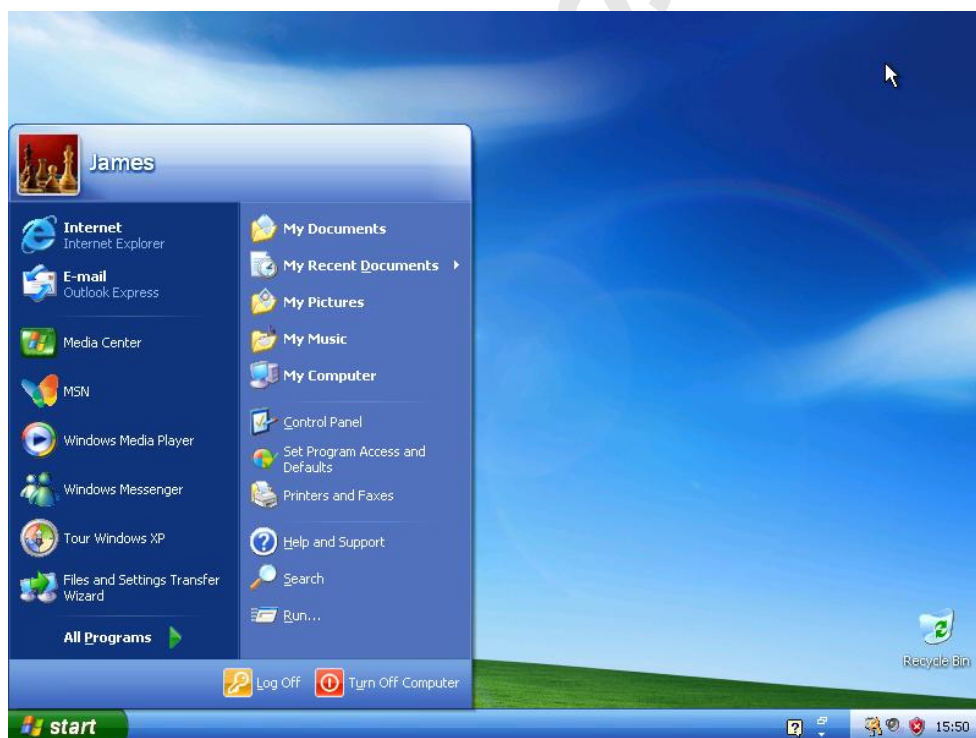 James
Internet
Internet Explorer
E-mail
Outlook Express
Media Center
MSN
Windows Media Player
Windows Messenger
Tour Windows XP
Files and Settings Transfer
Wizard
All Programs
My Documents
My Recent Documents
My Pictures
My Music
My Computer
Control Panel
Set Program Access and
Defaults
Printers and Faxes
Help and Support
Search
Run...
Log Off
Turn Off Computer
Recycle Bin
start
15:50